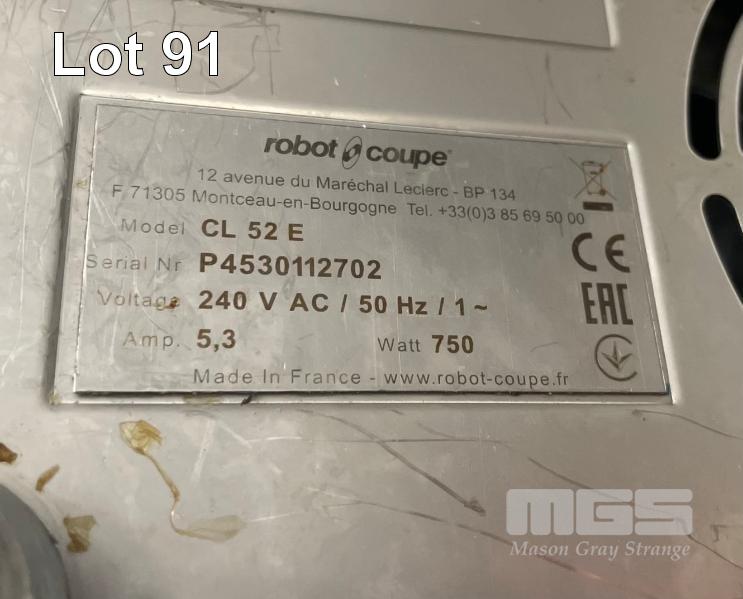 Lot 91
robot coupe®
12 avenue du Maréchal Leclerc - BP 134
F 71305 Montceau-en-Bourgogne Tel. +33(0)3 85 69 50 00
Model CL 52 E
Serial Nr P4530112702
Voltage 240 V AC / 50 Hz / 1 ~
Amp. 5,3 Watt 750
Made In France - www.robot-coupe.fr
CE
EAC
MGS
Mason Gray Strange